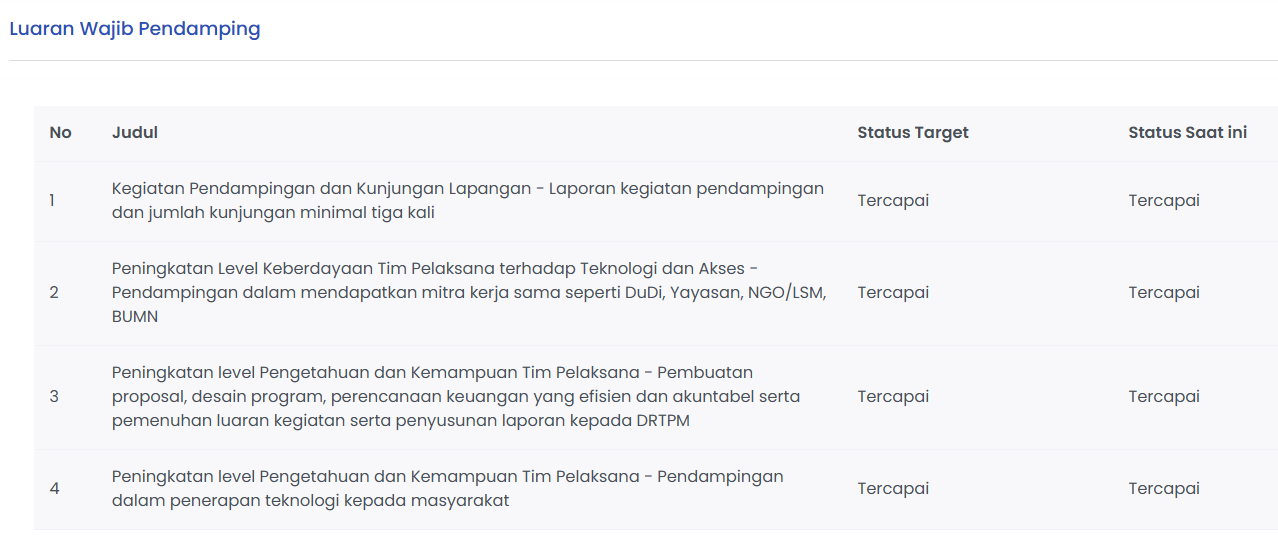 Luaran Wajib Pendamping
No Judul Status Target Status Saat ini
1 Kegiatan Pendampingan dan Kunjungan Lapangan - Laporan kegiatan pendampingan
dan jumlah kunjungan minimal tiga kali Tercapai Tercapai
Peningkatan Level Keberdayaan Tim Pelaksana terhadap Teknologi dan Akses -
2 Pendampingan dalam mendapatkan mitra kerja sama seperti DuDi, Yayasan, NGO/LSM, Tercapai Tercapai
BUMN
Peningkatan level Pengetahuan dan Kemampuan Tim Pelaksana - Pembuatan
3 proposal, desain program, perencanaan keuangan yang efisien dan akuntabel serta Tercapai Tercapai
pemenuhan luaran kegiatan serta penyusunan laporan kepada DRTPM
4 Peningkatan level Pengetahuan dan Kemampuan Tim Pelaksana - Pendampingan
dalam penerapan teknologi kepada masyarakat Tercapai Tercapai